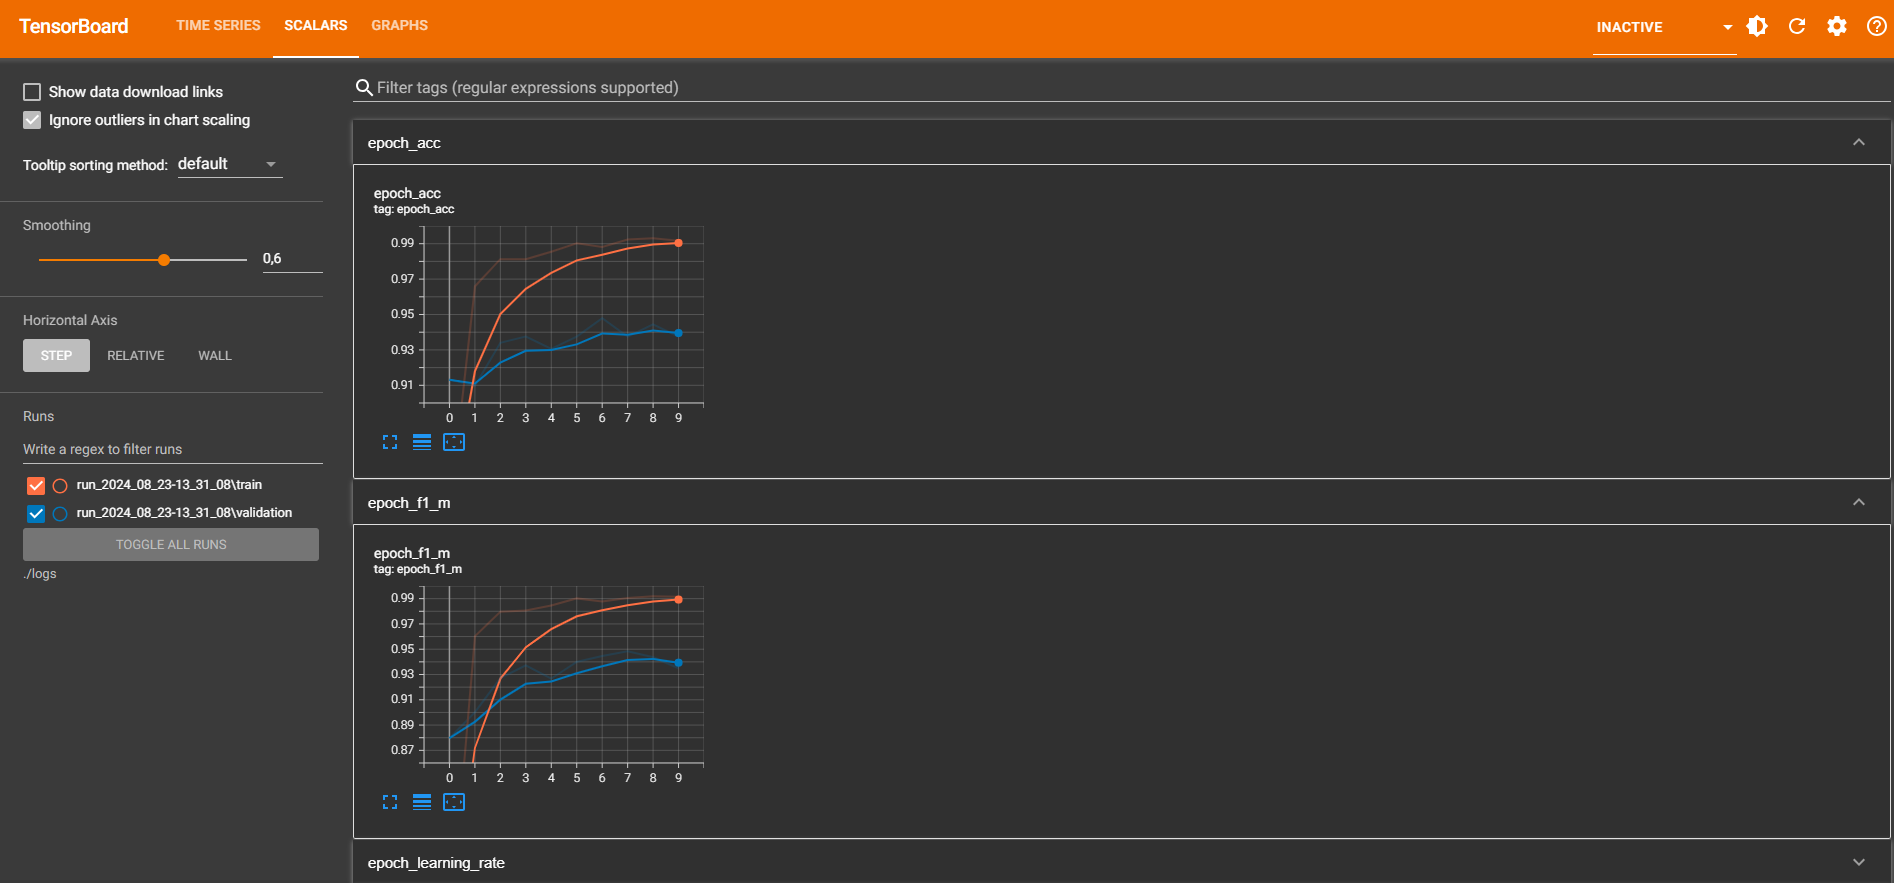 TensorBoard
TIME SERIES
SCALARS
GRAPHS
INACTIVE
Show data download links
Ignore outliers in chart scaling
Tooltip sorting method: default
Smoothing
0,6
Horizontal Axis
STEP
RELATIVE
WALL
Runs
Write a regex to filter runs
run_2024_08_23-13_31_08\train
run_2024_08_23-13_31_08\validation
TOGGLE ALL RUNS
./logs
Filter tags (regular expressions supported)
epoch_acc
epoch_acc
tag: epoch_acc
0.99
0.97
0.95
0.93
0.91
0 1 2 3 4 5 6 7 8 9
epoch_f1_m
epoch_f1_m
tag: epoch_f1_m
0.99
0.97
0.95
0.93
0.91
0.89
0.87
0 1 2 3 4 5 6 7 8 9
epoch_learning_rate